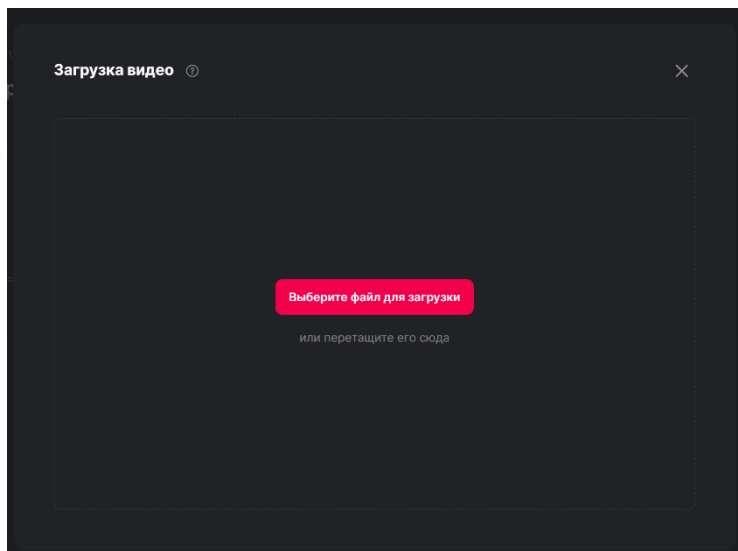 Загрузка видео
Выберите файл для загрузки
или перетащите его сюда